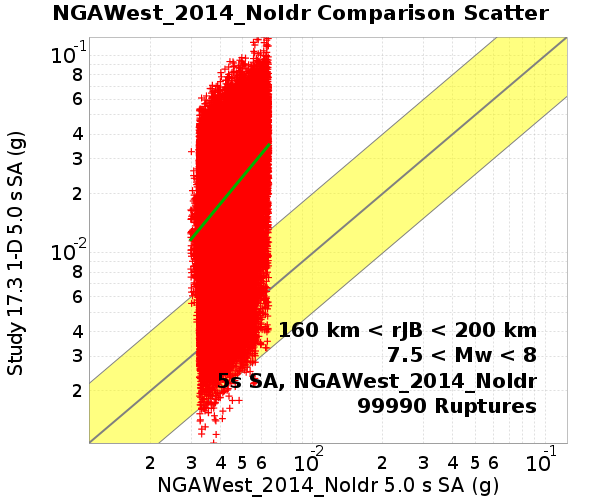 NGAWest_2014_NoIdr Comparison Scatter
10-1
8
6
4
3
2
10-2
8
6
4
3
2
Study 17.3 1-D 5.0 s SA (g)
160 km < rJB < 200 km
7.5 < Mw < 8
5s SA, NGAWest_2014_NoIdr
99990 Ruptures
2 3 4 5 6 10-2 2 3 4 5 6 10-1
NGAWest_2014_NoIdr 5.0 s SA (g)